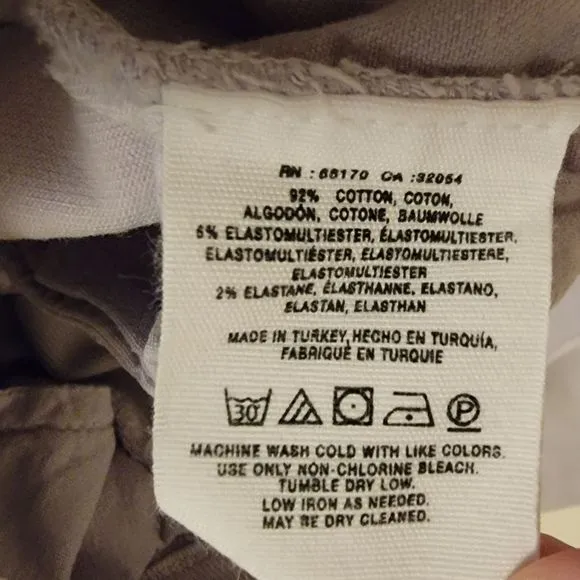 RN : 66170 CA :32054
92% COTTON, COTON,
ALGODÓN, COTONE, BAUMWOLLE
6% ELASTOMULTIESTER, ÉLASTOMULTIESTER,
ELASTOMULTIÉSTER, ELASTOMULTIESTERE,
ELASTOMULTIESTER
2% ELASTANE, ÉLASTHANNE, ELASTANO,
ELASTAN, ELASTHAN
MADE IN TURKEY, HECHO EN TURQUÍA,
FABRIQUÉ EN TURQUIE
30° P
MACHINE WASH COLD WITH LIKE COLORS.
USE ONLY NON-CHLORINE BLEACH.
TUMBLE DRY LOW.
LOW IRON AS NEEDED.
MAY BE DRY CLEANED.